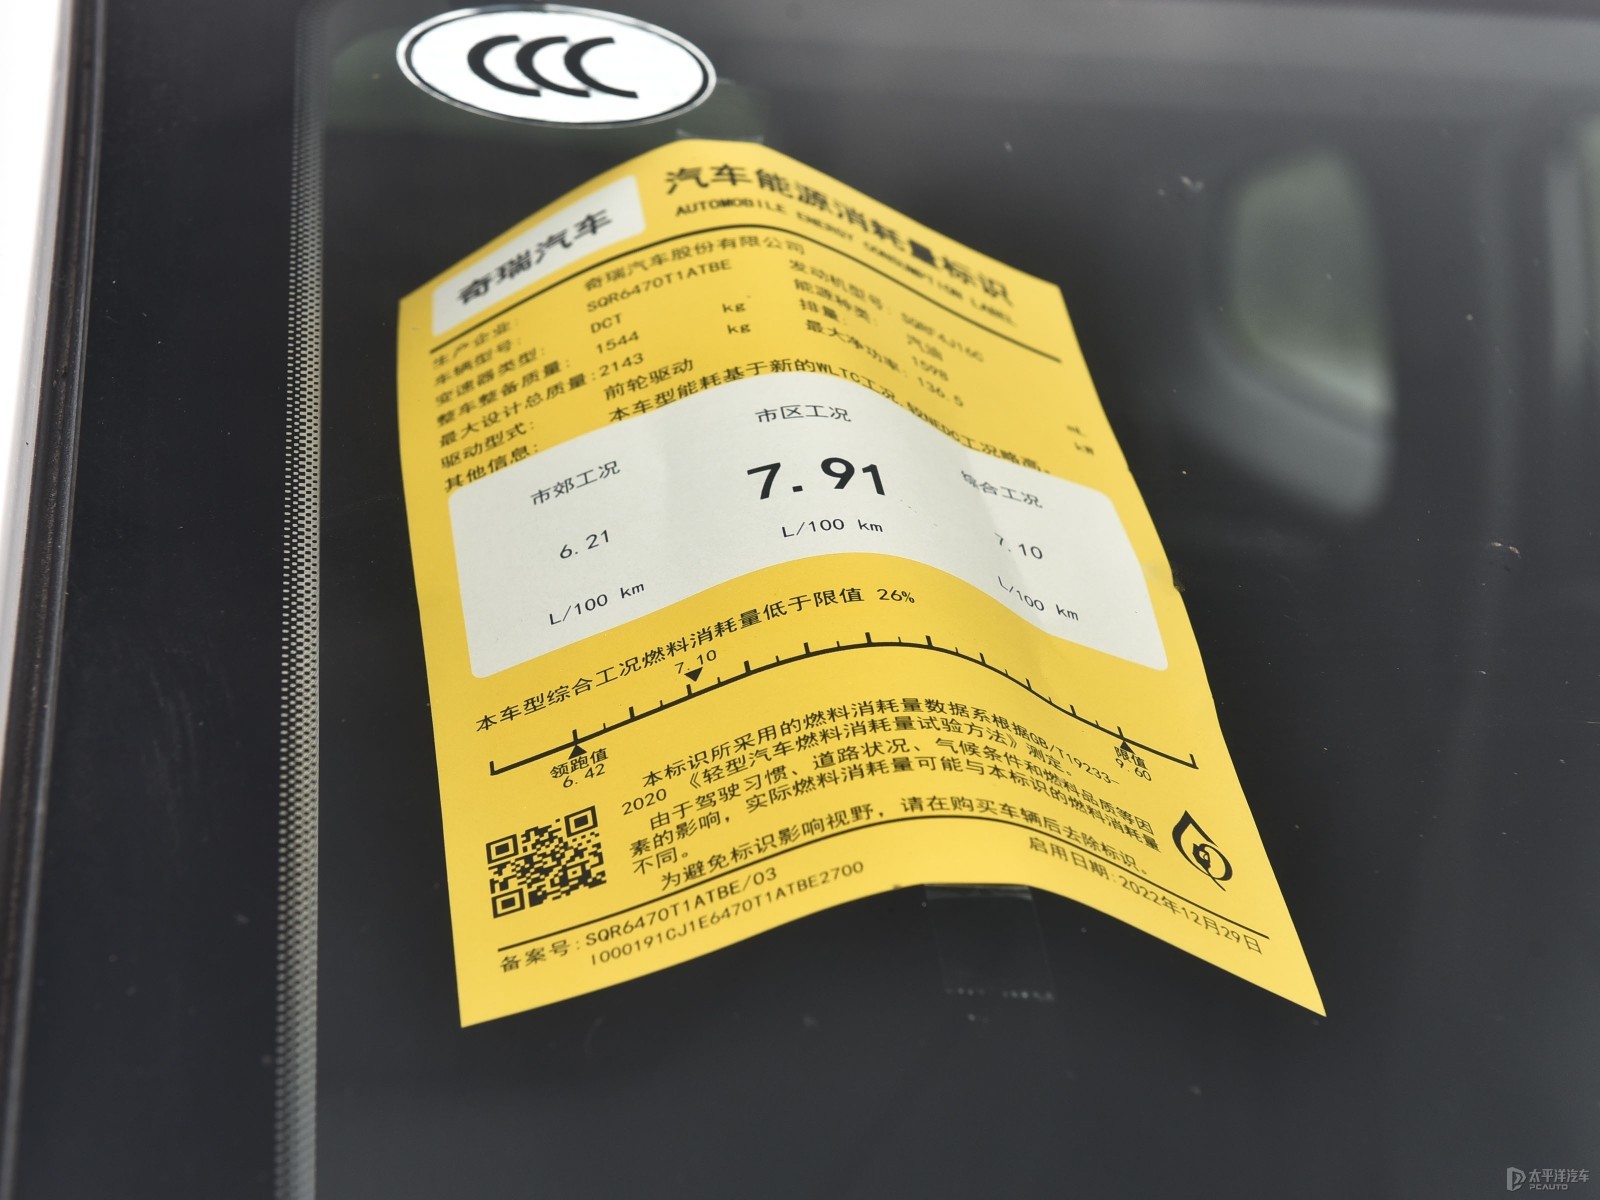 CCC
奇瑞汽车
汽车能源消耗量标识
AUTOMOBILE ENERGY CONSUMPTION LABEL
生产企业: 奇瑞汽车股份有限公司
车辆型号: SQR6470T1ATBE
发动机型号: SQRF4J16C
变速器类型: DCT
能源种类: 汽油
整车整备质量: 1544 kg
排量: 1598 mL
最大设计总质量: 2143 kg
最大净功率: 136.5 kW
驱动型式: 前轮驱动
其他信息: 本车型能耗基于新的WLTC工况,较NEDC工况略高。
市郊工况
6.21
L/100 km
市区工况
7.91
L/100 km
综合工况
7.10
L/100 km
本车型综合工况燃料消耗量低于限值 26%
7.10
领跑值
6.42
限值
9.60
本标识所采用的燃料消耗量数据系根据GB/T19233-
2020《轻型汽车燃料消耗量试验方法》测定。
由于驾驶习惯、道路状况、气候条件和燃料品质等因
素的影响,实际燃料消耗量可能与本标识的燃料消耗量
不同。
为避免标识影响视野,请在购买车辆后去除标识。
备案号:SQR6470T1ATBE/03
I000191CJ1E6470T1ATBE2700
启用日期:2022年12月29日
太平洋汽车
PCAUTO